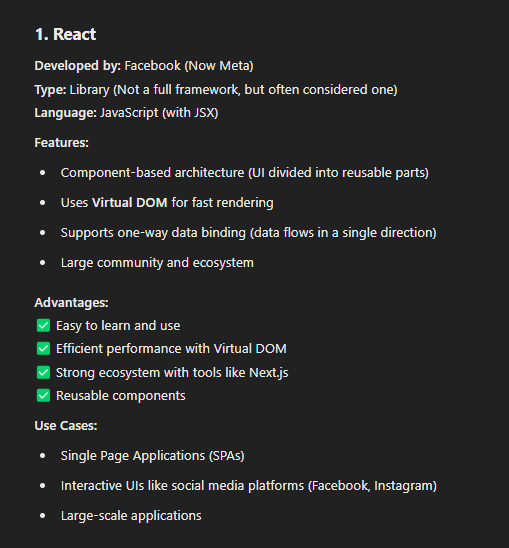 1. React
Developed by: Facebook (Now Meta)
Type: Library (Not a full framework, but often considered one)
Language: JavaScript (with JSX)
Features:
• Component-based architecture (UI divided into reusable parts)
• Uses Virtual DOM for fast rendering
• Supports one-way data binding (data flows in a single direction)
• Large community and ecosystem
Advantages:
✅ Easy to learn and use
✅ Efficient performance with Virtual DOM
✅ Strong ecosystem with tools like Next.js
✅ Reusable components
Use Cases:
• Single Page Applications (SPAs)
• Interactive UIs like social media platforms (Facebook, Instagram)
• Large-scale applications